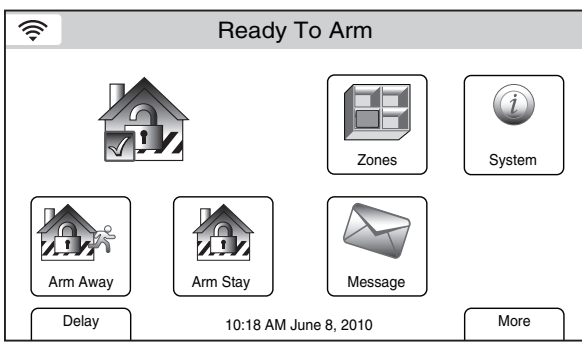 Ready To Arm
Zones
System
Arm Away
Arm Stay
Message
Delay
10:18 AM June 8, 2010
More